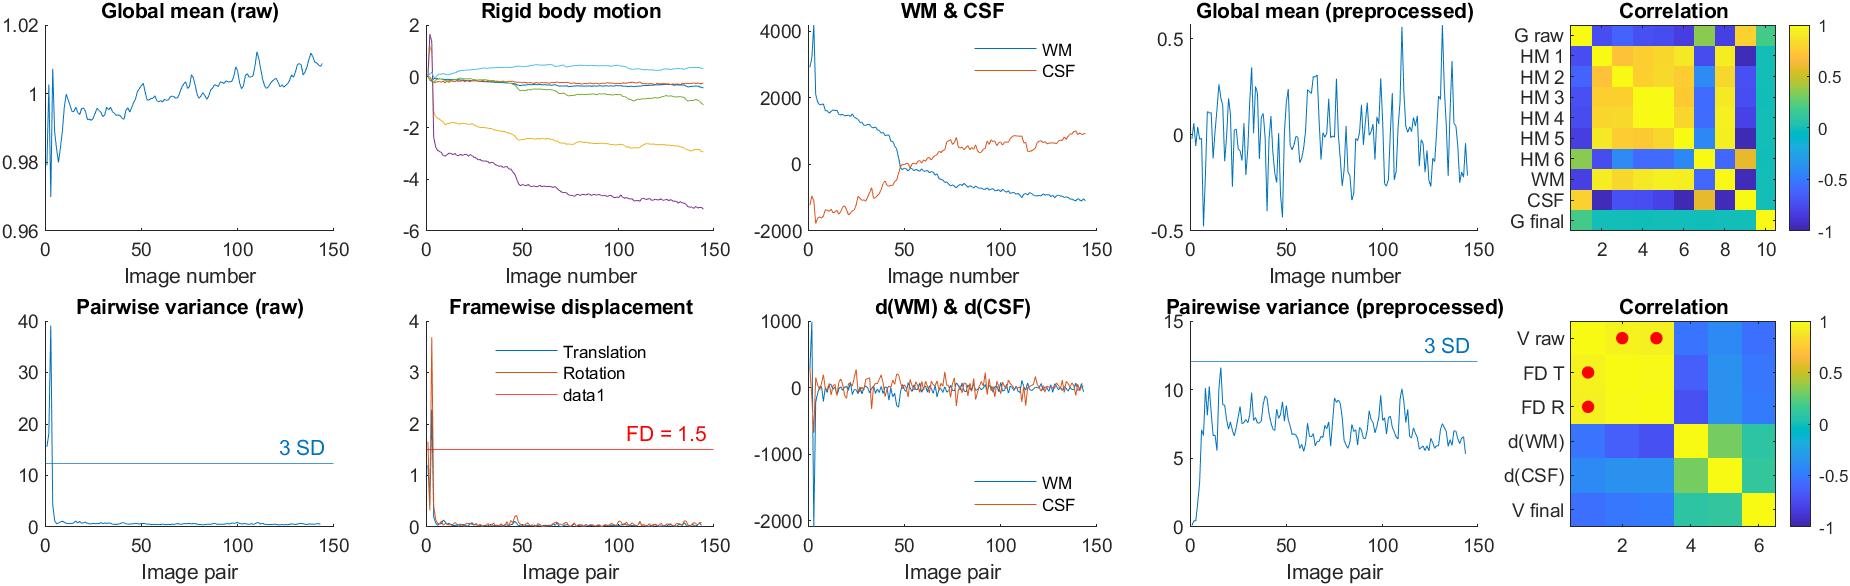 Global mean (raw)
1.02
1
0.98
0.96
0 50 100 150
Image number
Rigid body motion
2
0
-2
-4
-6
0 50 100 150
Image number
WM & CSF
4000
2000
0
-2000
WM
CSF
0 50 100 150
Image number
Global mean (preprocessed)
0.5
0
-0.5
0 50 100 150
Image number
Correlation
G raw
HM 1
HM 2
HM 3
HM 4
HM 5
HM 6
WM
CSF
G final
2 4 6 8 10
1
0.5
0
-0.5
-1
Pairwise variance (raw)
40
30
20
10
0
3 SD
0 50 100 150
Image pair
Framewise displacement
4
3
2
1
0
Translation
Rotation
data1
FD = 1.5
0 50 100 150
Image pair
d(WM) & d(CSF)
1000
0
-1000
-2000
WM
CSF
0 50 100 150
Image pair
Pairewise variance (preprocessed)
15
10
5
0
3 SD
0 50 100 150
Image pair
Correlation
V raw
FD T
FD R
d(WM)
d(CSF)
V final
2 4 6
1
0.5
0
-0.5
-1